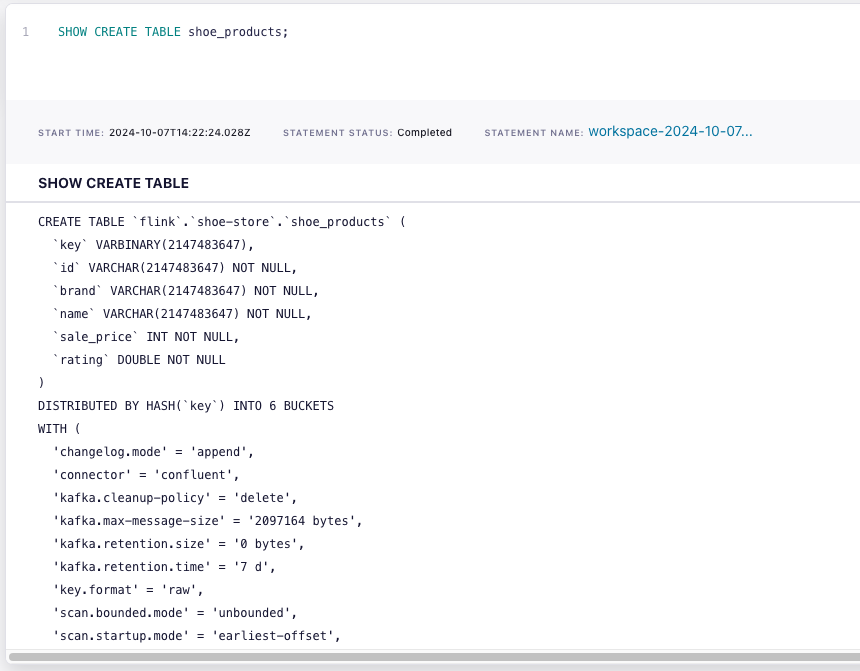 1 SHOW CREATE TABLE shoe_products;
START TIME: 2024-10-07T14:22:24.028Z STATEMENT STATUS: Completed STATEMENT NAME: workspace-2024-10-07...
SHOW CREATE TABLE
CREATE TABLE `flink`.`shoe-store`.`shoe_products` (
  `key` VARBINARY(2147483647),
  `id` VARCHAR(2147483647) NOT NULL,
  `brand` VARCHAR(2147483647) NOT NULL,
  `name` VARCHAR(2147483647) NOT NULL,
  `sale_price` INT NOT NULL,
  `rating` DOUBLE NOT NULL
)
DISTRIBUTED BY HASH(`key`) INTO 6 BUCKETS
WITH (
  'changelog.mode' = 'append',
  'connector' = 'confluent',
  'kafka.cleanup-policy' = 'delete',
  'kafka.max-message-size' = '2097164 bytes',
  'kafka.retention.size' = '0 bytes',
  'kafka.retention.time' = '7 d',
  'key.format' = 'raw',
  'scan.bounded.mode' = 'unbounded',
  'scan.startup.mode' = 'earliest-offset',